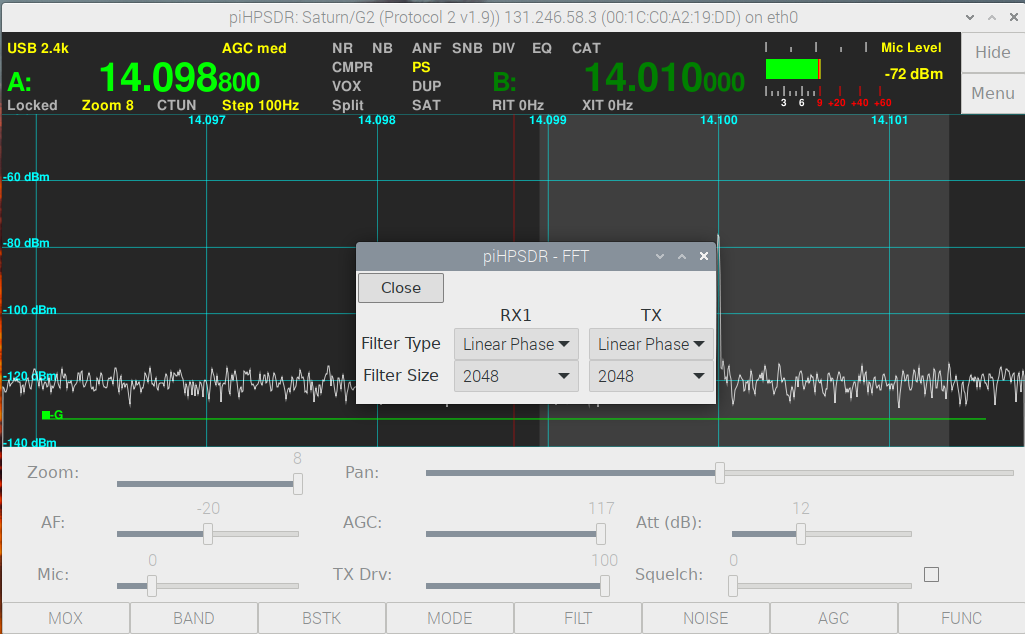 piHPSDR: Saturn/G2 (Protocol 2 v1.9)) 131.246.58.3 (00:1C:C0:A2:19:DD) on eth0
USB 2.4k AGC med NR NB ANF SNB DIV EQ CAT Mic Level Hide
A: 14.098800 CMPR PS B: 14.010000 -72 dBm
VOX DUP Menu
Locked Zoom 8 CTUN Step 100Hz Split SAT RIT 0Hz XIT 0Hz 3 6 9 +20 +40 +60
14.097 14.098 14.099 14.100 14.101
-60 dBm
-80 dBm
piHPSDR - FFT
Close
-100 dBm
RX1 TX
Filter Type Linear Phase Linear Phase
Filter Size 2048 2048
-120 dBm
-G
-140 dBm
Zoom: 8 Pan:
AF: -20 AGC: 117 Att (dB): 12
Mic: 0 TX Drv: 100 Squelch: 0
MOX BAND BSTK MODE FILT NOISE AGC FUNC